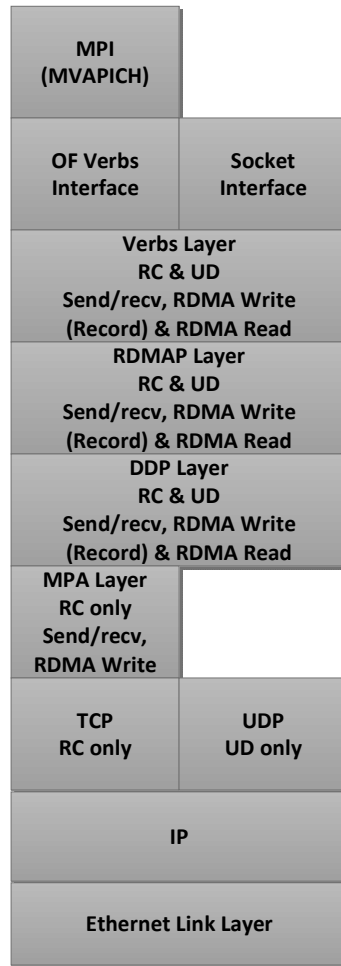 MPI
(MVAPICH)
OF Verbs
Interface
Socket
Interface
Verbs Layer
RC & UD
Send/recv, RDMA Write
(Record) & RDMA Read
RDMAP Layer
RC & UD
Send/recv, RDMA Write
(Record) & RDMA Read
DDP Layer
RC & UD
Send/recv, RDMA Write
(Record) & RDMA Read
MPA Layer
RC only
Send/recv,
RDMA Write
TCP
RC only
UDP
UD only
IP
Ethernet Link Layer